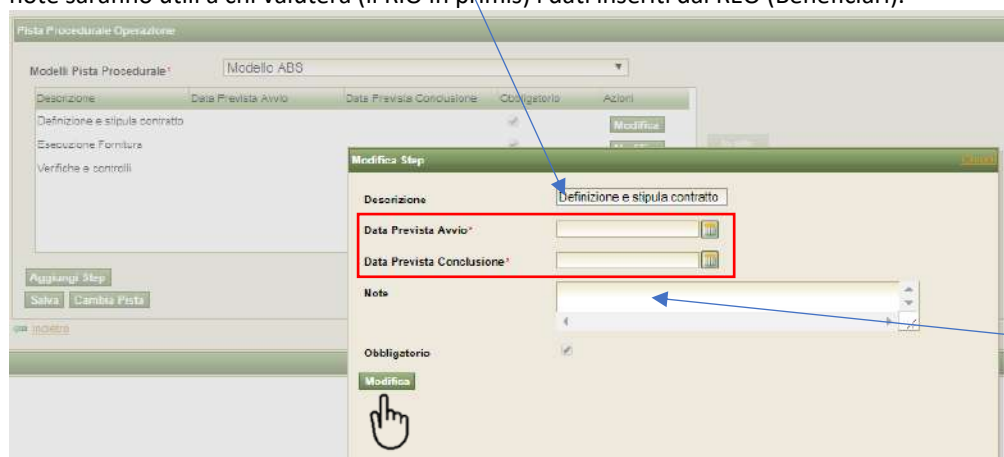 note saranno utili a chi valuterà (il RIO in primis) i dati inseriti dal REO (Beneficiari).
Pista Procedurale Operazione
Modelli Pista Procedurale* Modello ABS
Descrizione Data Prevista Avvio Data Prevista Conclusione Obbligatorio Azioni
Definizione e stipula contratto Modifica
Esecuzione Fornitura Modifica
Verifiche e controlli
Modifica Step
Descrizione Definizione e stipula contratto
Data Prevista Avvio*
Data Prevista Conclusione*
Note
Obbligatorio
Modifica
Aggiungi Step
Salva Cambia Pista
Indietro